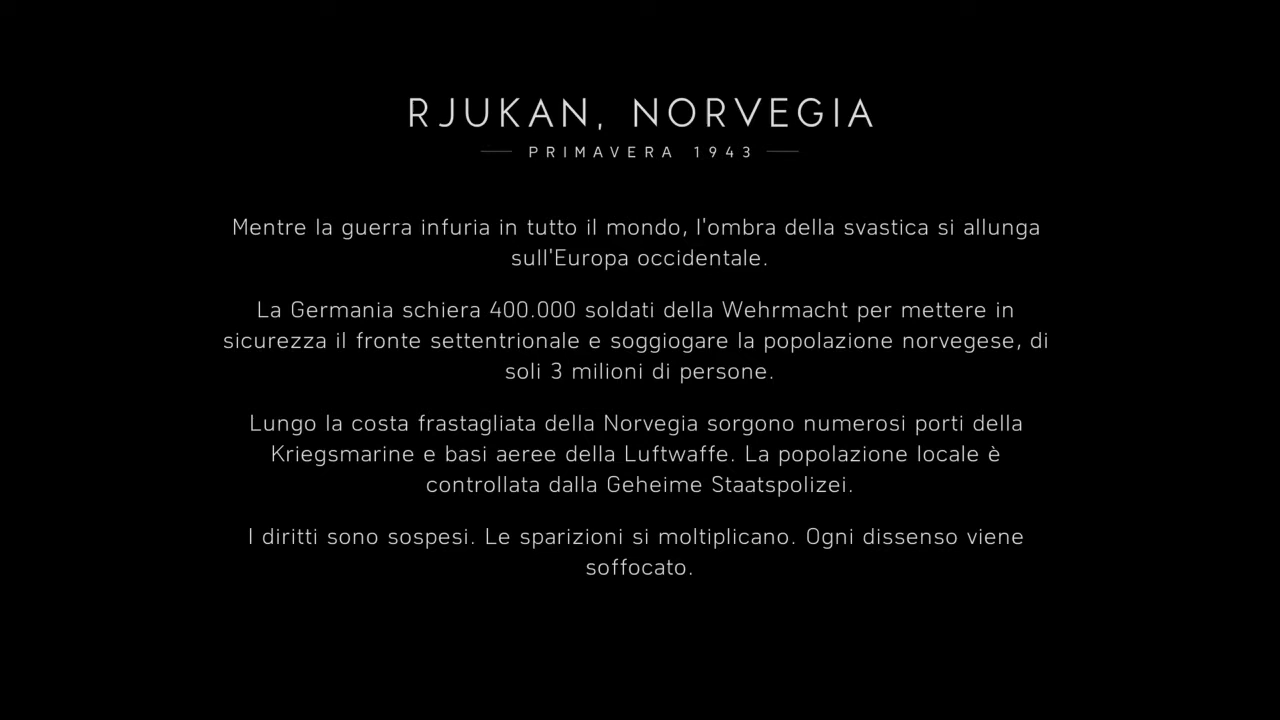 RJUKAN, NORVEGIA
PRIMAVERA 1943
Mentre la guerra infuria in tutto il mondo, l'ombra della svastica si allunga
sull'Europa occidentale.
La Germania schiera 400.000 soldati della Wehrmacht per mettere in
sicurezza il fronte settentrionale e soggiogare la popolazione norvegese, di
soli 3 milioni di persone.
Lungo la costa frastagliata della Norvegia sorgono numerosi porti della
Kriegsmarine e basi aeree della Luftwaffe. La popolazione locale è
controllata dalla Geheime Staatspolizei.
I diritti sono sospesi. Le sparizioni si moltiplicano. Ogni dissenso viene
soffocato.